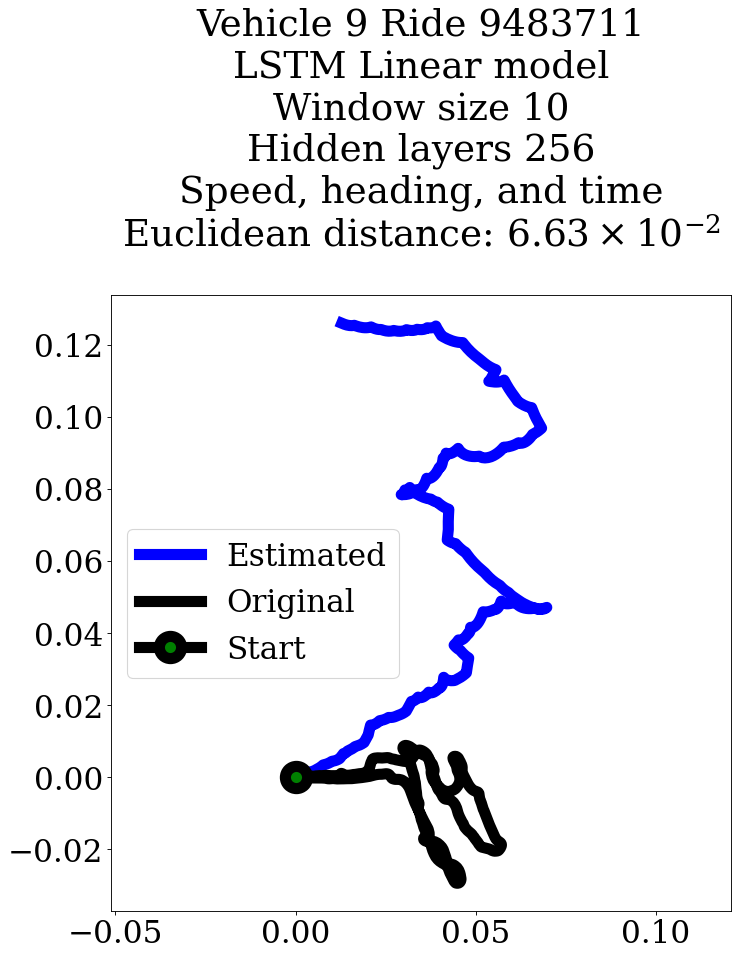 Vehicle 9 Ride 9483711
LSTM Linear model
Window size 10
Hidden layers 256
Speed, heading, and time
Euclidean distance: 6.63 × 10⁻²
0.12
0.10
0.08
0.06
0.04
0.02
0.00
−0.02
Estimated
Original
Start
−0.05 0.00 0.05 0.10